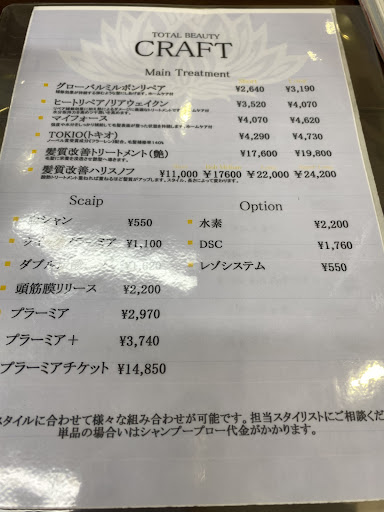 TOTAL BEAUTY
CRAFT
Main Treatment
グローバルミルボンリペア ¥2,640 ¥3,190
ヒートリペア/リアウェイクン ¥3,520 ¥4,070
マイフォース ¥4,070 ¥4,620
TOKIO(トキオ) ¥4,290 ¥4,730
髪質改善トリートメント(艶) ¥17,600 ¥19,800
髪質改善ハリスノフ ¥11,000 ¥17600 ¥22,000 ¥24,200
Scaip
シャン ¥550
¥1,100
ダブル
頭筋膜リリース ¥2,200
プラーミア ¥2,970
プラーミア＋ ¥3,740
プラーミアチケット ¥14,850
Option
水素 ¥2,200
DSC ¥1,760
レゾシステム ¥550
スタイルに合わせて様々な組み合わせが可能です。担当スタイリストにご相談くだ
単品の場合いはシャンプーブロー代金がかかります。